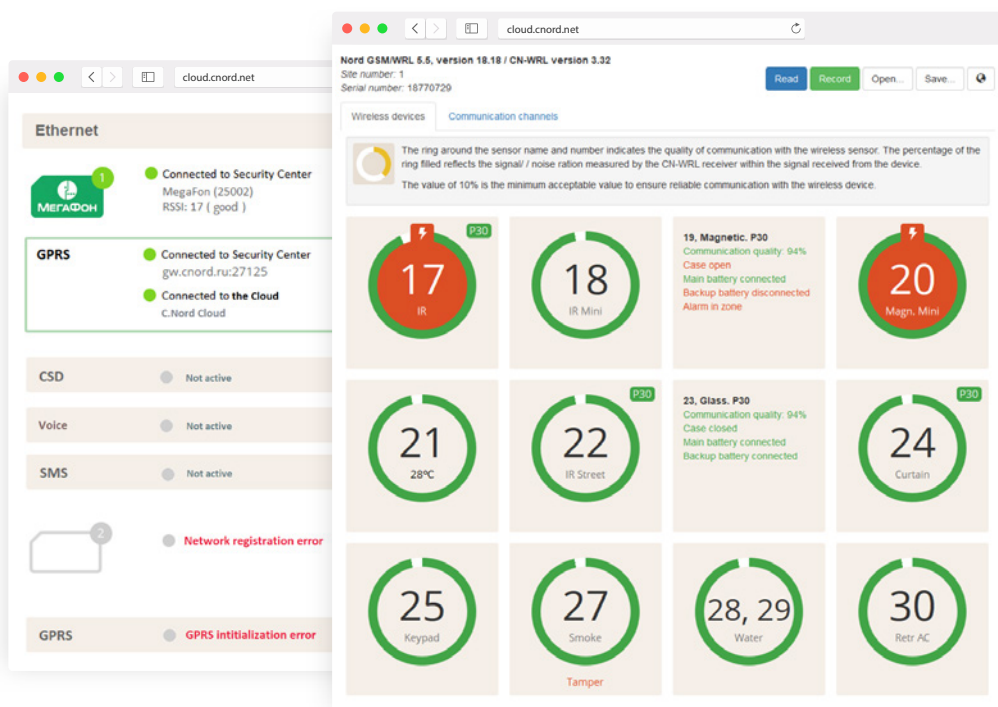 cloud.cnord.net
Ethernet
1
МЕГАФОН
Connected to Security Center
MegaFon (25002)
RSSI: 17 ( good )
GPRS
Connected to Security Center
gw.cnord.ru:27125
Connected to the Cloud
C.Nord Cloud
CSD
Not active
Voice
Not active
SMS
Not active
2
Network registration error
GPRS
GPRS intitialization error
cloud.cnord.net
Nord GSM/WRL 5.5, version 18.18 / CN-WRL version 3.32
Site number: 1
Serial number: 18770729
Read
Record
Open...
Save...
Wireless devices
Communication channels
The ring around the sensor name and number indicates the quality of communication with the wireless sensor. The percentage of the
ring filled reflects the signal/ / noise ration measured by the CN-WRL receiver within the signal received from the device.
The value of 10% is the minimum acceptable value to ensure reliable communication with the wireless device.
P30
17
IR
18
IR Mini
19, Magnetic. P30
Communication quality: 94%
Case open
Main battery connected
Backup battery disconnected
Alarm in zone
20
Magn. Mini
21
28ºC
P30
22
IR Street
23, Glass. P30
Communication quality: 94%
Case closed
Main battery connected
Backup battery connected
P30
24
Curtain
25
Keypad
27
Smoke
Tamper
28, 29
Water
30
Retr AC